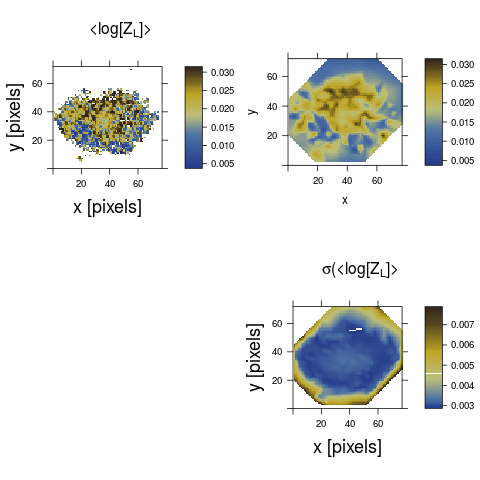 <log[Z_L]>
60
40
20
20 40 60
x [pixels]
y [pixels]
0.030
0.025
0.020
0.015
0.010
0.005
60
40
20
20 40 60
x
y
0.030
0.025
0.020
0.015
0.010
0.005
σ(<log[Z_L]>
60
40
20
20 40 60
x [pixels]
y [pixels]
0.007
0.006
0.005
0.004
0.003